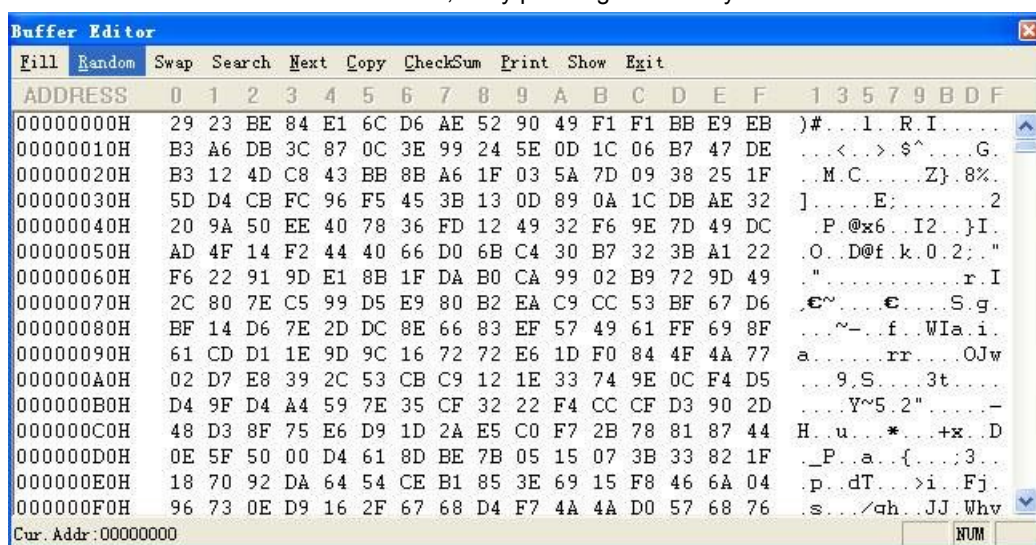 Buffer Editor
Fill Random Swap Search Next Copy CheckSum Print Show Exit
ADDRESS 0 1 2 3 4 5 6 7 8 9 A B C D E F 1 3 5 7 9 B D F
00000000H 29 23 BE 84 E1 6C D6 AE 52 90 49 F1 F1 BB E9 EB )#...l..R.I.....
00000010H B3 A6 DB 3C 87 0C 3E 99 24 5E 0D 1C 06 B7 47 DE ...<..>.$^....G.
00000020H B3 12 4D C8 43 BB 8B A6 1F 03 5A 7D 09 38 25 1F ..M.C.....Z}.8%.
00000030H 5D D4 CB FC 96 F5 45 3B 13 0D 89 0A 1C DB AE 32 ].....E;.......2
00000040H 20 9A 50 EE 40 78 36 FD 12 49 32 F6 9E 7D 49 DC .P.@x6..I2..}I.
00000050H AD 4F 14 F2 44 40 66 D0 6B C4 30 B7 32 3B A1 22 .O..D@f.k.0.2;."
00000060H F6 22 91 9D E1 8B 1F DA B0 CA 99 02 B9 72 9D 49 ."...........r.I
00000070H 2C 80 7E C5 99 D5 E9 80 B2 EA C9 CC 53 BF 67 D6 ,€~....€....S.g.
00000080H BF 14 D6 7E 2D DC 8E 66 83 EF 57 49 61 FF 69 8F ...~-..f..WIa.i.
00000090H 61 CD D1 1E 9D 9C 16 72 72 E6 1D F0 84 4F 4A 77 a......rr....OJw
000000A0H 02 D7 E8 39 2C 53 CB C9 12 1E 33 74 9E 0C F4 D5 ...9,S....3t....
000000B0H D4 9F D4 A4 59 7E 35 CF 32 22 F4 CC CF D3 90 2D ....Y~5.2".....-
000000C0H 48 D3 8F 75 E6 D9 1D 2A E5 C0 F7 2B 78 81 87 44 H..u...*...+x..D
000000D0H 0E 5F 50 00 D4 61 8D BE 7B 05 15 07 3B 33 82 1F ._P..a..{...;3..
000000E0H 18 70 92 DA 64 54 CE B1 85 3E 69 15 F8 46 6A 04 .p..dT...>i..Fj.
000000F0H 96 73 0E D9 16 2F 67 68 D4 F7 4A 4A D0 57 68 76 .s.../gh..JJ.Whv
Cur. Addr:00000000 NUM